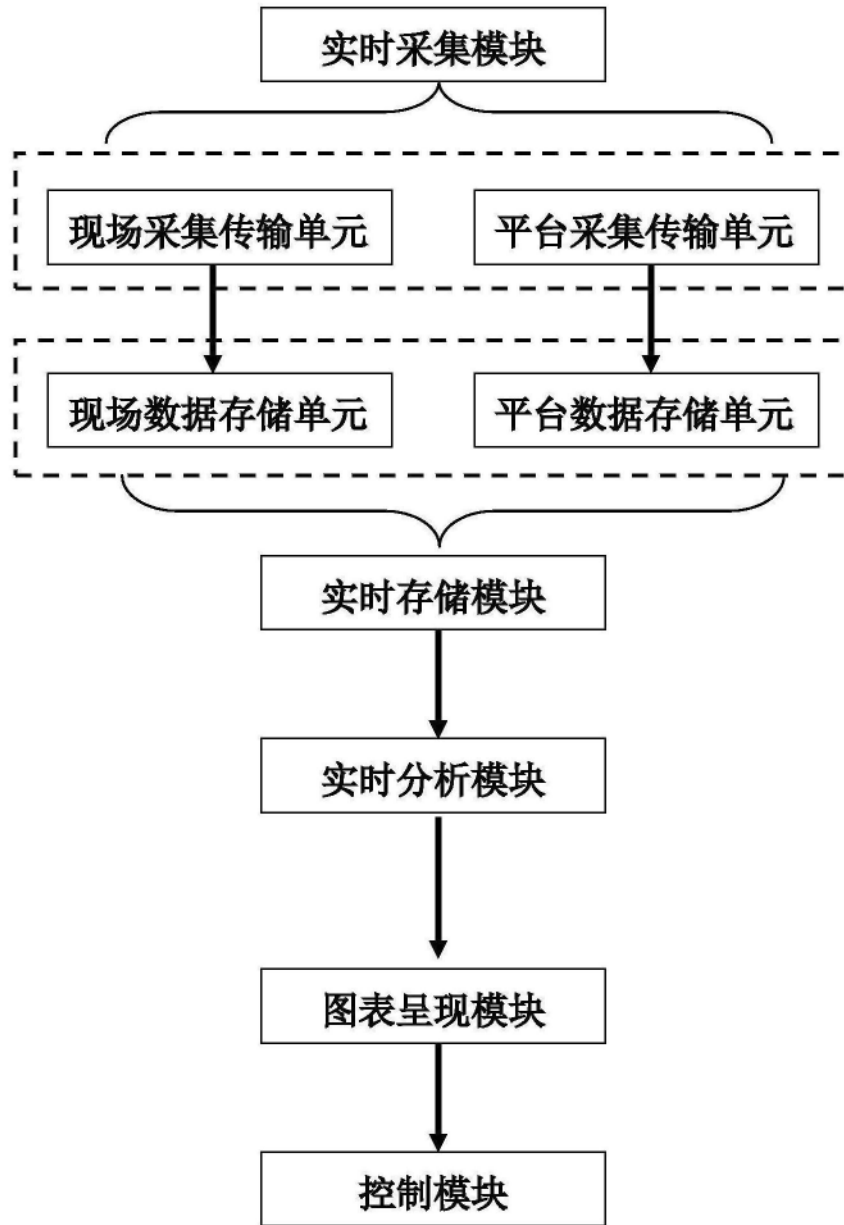 实时采集模块
现场采集传输单元
平台采集传输单元
现场数据存储单元
平台数据存储单元
实时存储模块
实时分析模块
图表呈现模块
控制模块